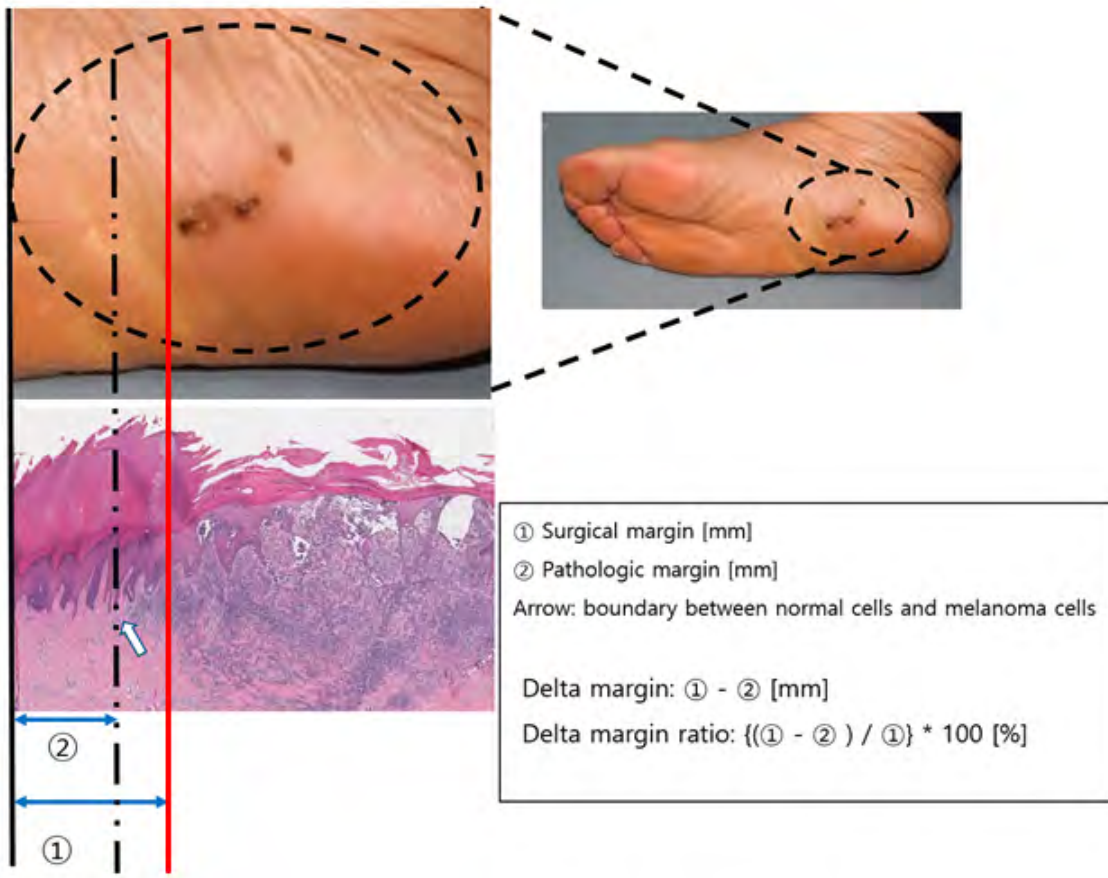 ① Surgical margin [mm]
② Pathologic margin [mm]
Arrow: boundary between normal cells and melanoma cells
Delta margin: ① - ② [mm]
Delta margin ratio: {(① - ② ) / ①} * 100 [%]
②
①